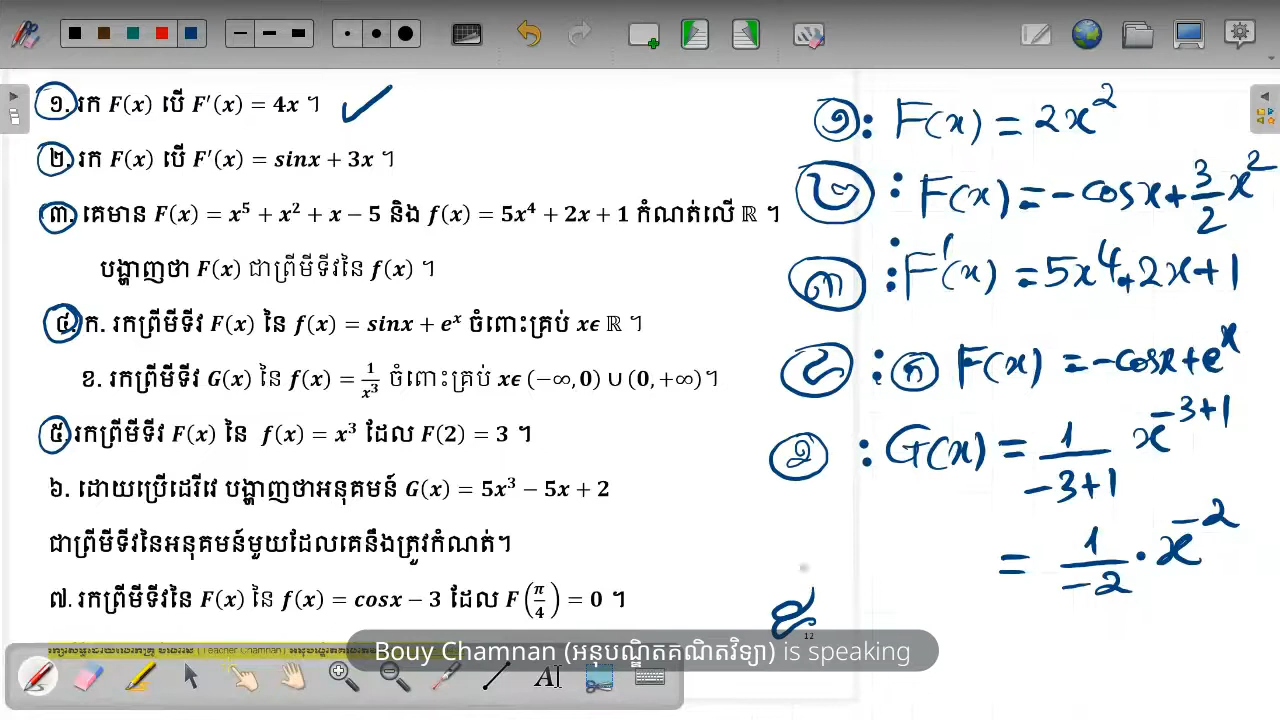 ១. រក F(x) បើ F′(x) = 4x ។
២. រក F(x) បើ F′(x) = sinx + 3x ។
៣. គេមាន F(x) = x⁵ + x² + x − 5 និង f(x) = 5x⁴ + 2x + 1 កំណត់លើ ℝ ។
បង្ហាញថា F(x) ជាព្រីមីទីវនៃ f(x) ។
៤. ក. រកព្រីមីទីវ F(x) នៃ f(x) = sinx + eˣ ចំពោះគ្រប់ xϵ ℝ ។
ខ. រកព្រីមីទីវ G(x) នៃ f(x) = 1/x³ ចំពោះគ្រប់ xϵ (−∞, 0) ∪ (0, +∞)។
៥.រកព្រីមីទីវ F(x) នៃ f(x) = x³ ដែល F(2) = 3 ។
៦. ដោយប្រើដេរីវេ បង្ហាញថាអនុគមន៍ G(x) = 5x³ − 5x + 2
ជាព្រីមីទីវនៃអនុគមន៍មួយដែលគេនឹងត្រូវកំណត់។
៧. រកព្រីមីទីវនៃ F(x) នៃ f(x) = cosx − 3 ដែល F(π/4) = 0 ។
១: F(x) = 2x²
២: F(x) = -cosx + 3/2 x²
៣: F′(x) = 5x⁴ + 2x + 1
៤: ក F(x) = -cosx + eˣ
ខ: G(x) = 1/(-3+1) x⁻³⁺¹
= 1/-2 · x⁻²
12
Bouy Chamnan (អនុបណ្ឌិតគណិតវិទ្យា) is speaking